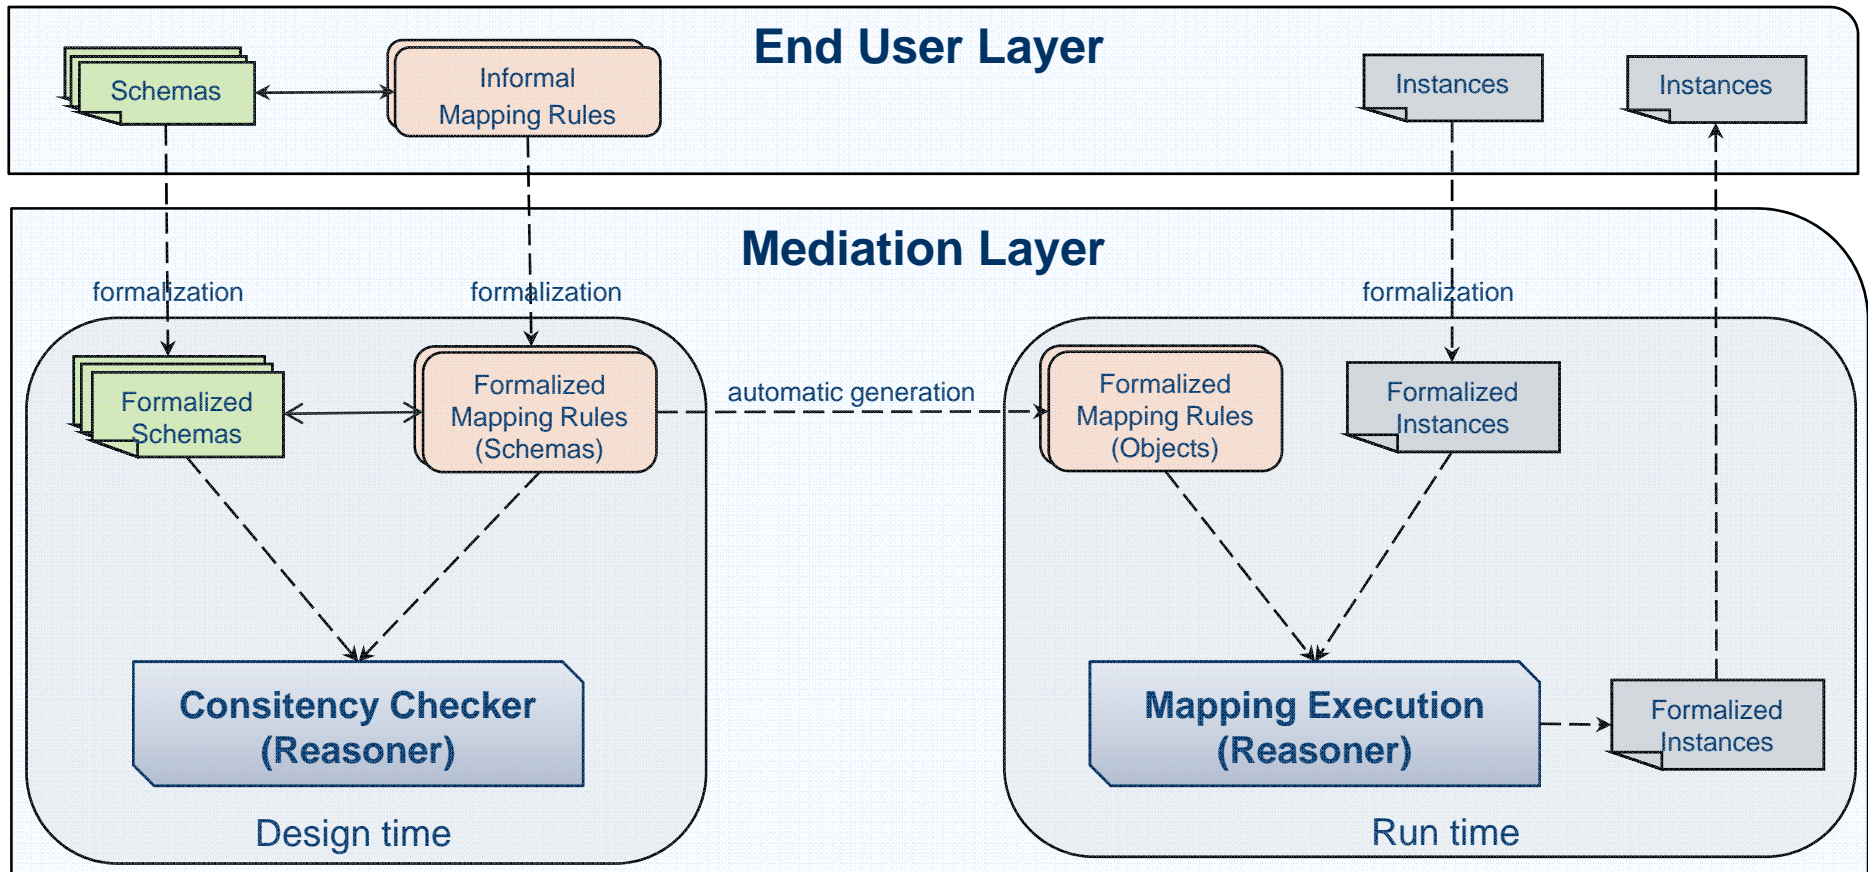 End User Layer
Schemas
Informal
Mapping Rules
Instances
Instances
Mediation Layer
formalization
formalization
formalization
Formalized
Schemas
Formalized
Mapping Rules
(Schemas)
automatic generation
Formalized
Mapping Rules
(Objects)
Formalized
Instances
Consitency Checker
(Reasoner)
Mapping Execution
(Reasoner)
Formalized
Instances
Design time
Run time